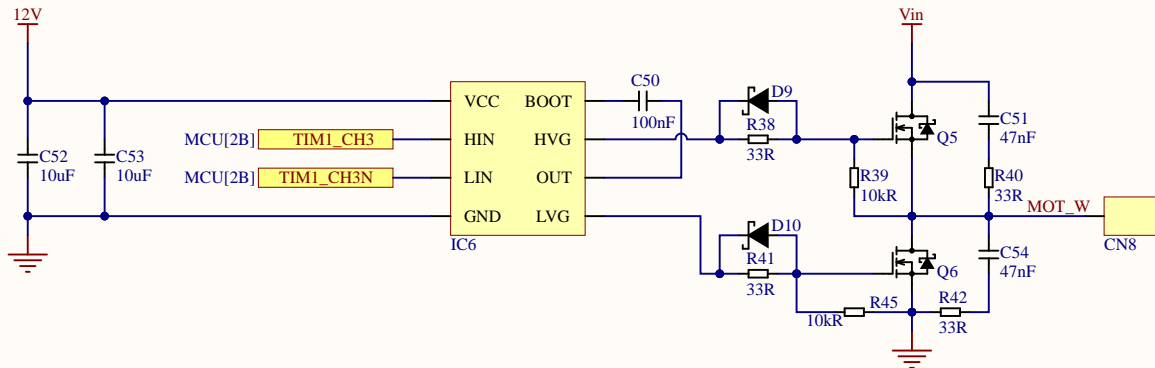 12V
Vin
C50
100nF
D9
R38
33R
VCC
BOOT
HIN
HVG
LIN
OUT
GND
LVG
IC6
MCU[2B]
TIM1_CH3
MCU[2B]
TIM1_CH3N
C52
10uF
C53
10uF
Q5
C51
47nF
R39
10kR
R40
33R
MOT_W
CN8
D10
R41
33R
Q6
C54
47nF
R45
10kR
R42
33R